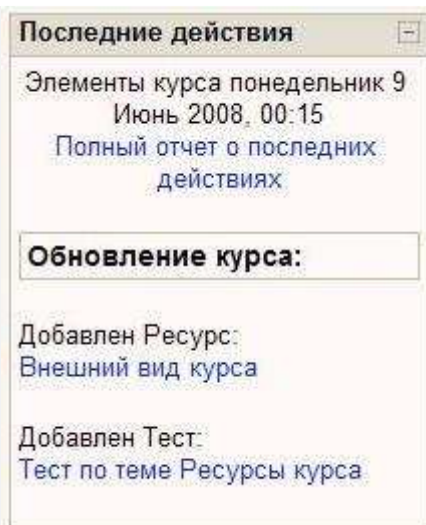 Последние действия
Элементы курса понедельник 9
Июнь 2008, 00:15
Полный отчет о последних
действиях
Обновление курса:
Добавлен Ресурс:
Внешний вид курса
Добавлен Тест:
Тест по теме Ресурсы курса